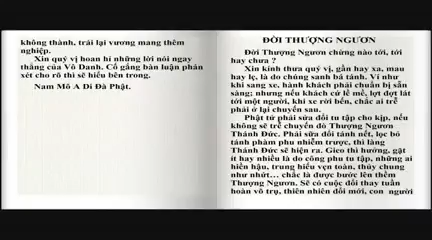 không thành, trái lại vương mang thêm
nghiệp.
Xin quý vị hoan hỉ những lời nói ngay
thẳng của Vô Danh. Cố gắng bàn luận phân
xét cho rõ thì sẽ hiểu bên trong.
Nam Mô A Di Đà Phật.
ĐỜI THƯỢNG NGƯƠN
Đời Thượng Ngươn chừng nào tới, tới
hay chưa ?
Xin kính thưa quý vị, gần hay xa, mau
hay lẹ, là do chúng sanh bá tánh. Ví như
khi sang xe, hành khách phải chuẩn bị sẵn
sàng; nhưng nếu khách cứ lề mề, lợt đợt lát
tới một người, khi xe rời bến, chắc ai trễ
phải ở lại chuyến sau.
Phật tử phải sửa đổi tu tập cho kịp, nếu
không sẽ trễ chuyến đò Thượng Ngươn
Thánh Đức. Phải sửa đổi tánh nết, lọc bỏ
tánh phàm phu nhiễm trược, thì làng
Thánh Đức sẽ hiện ra. Gieo thì hưởng, gặt
ít hay nhiều là do công phu tu tập, những ai
hiền hậu, trung hiếu vẹn toàn, thủy chung
như nhứt... chắc là được bước lên thềm
Thượng Ngươn. Sẽ có cuộc đổi thay tuần
hoàn võ trụ, thiên nhiên đổi mới, con người